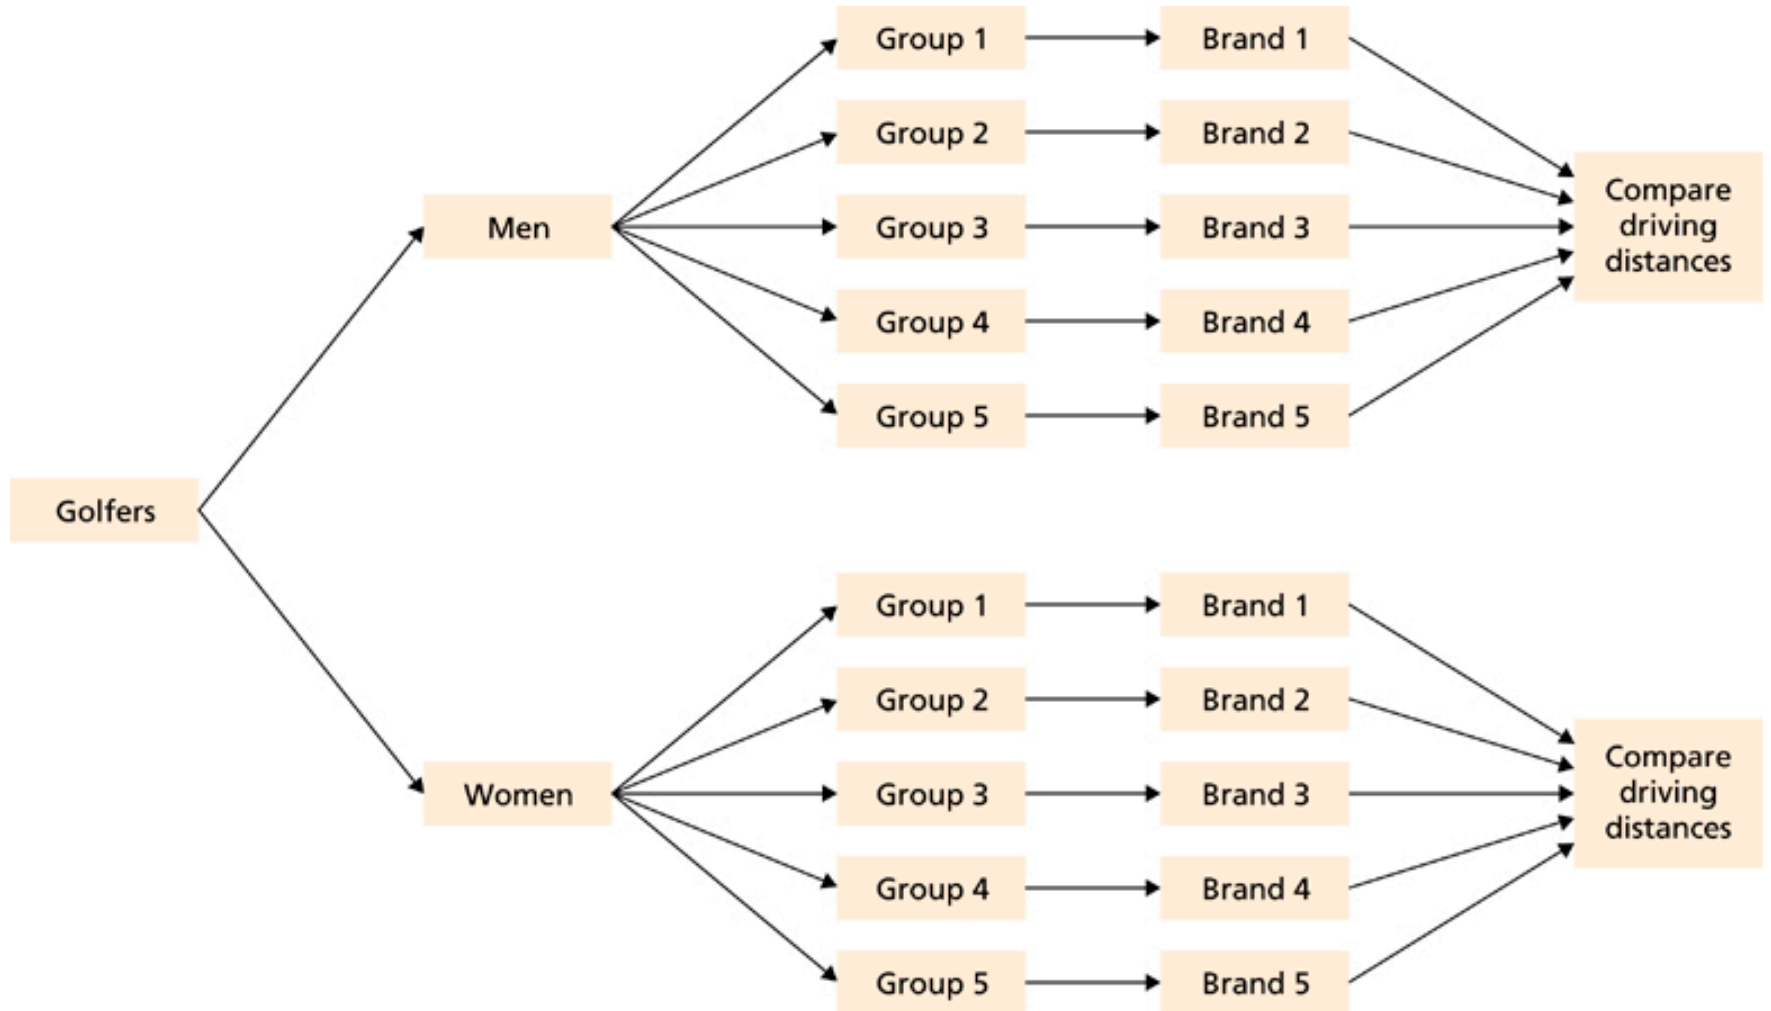 Golfers
Men
Group 1
Brand 1
Group 2
Brand 2
Group 3
Brand 3
Group 4
Brand 4
Group 5
Brand 5
Compare
driving
distances
Women
Group 1
Brand 1
Group 2
Brand 2
Group 3
Brand 3
Group 4
Brand 4
Group 5
Brand 5
Compare
driving
distances